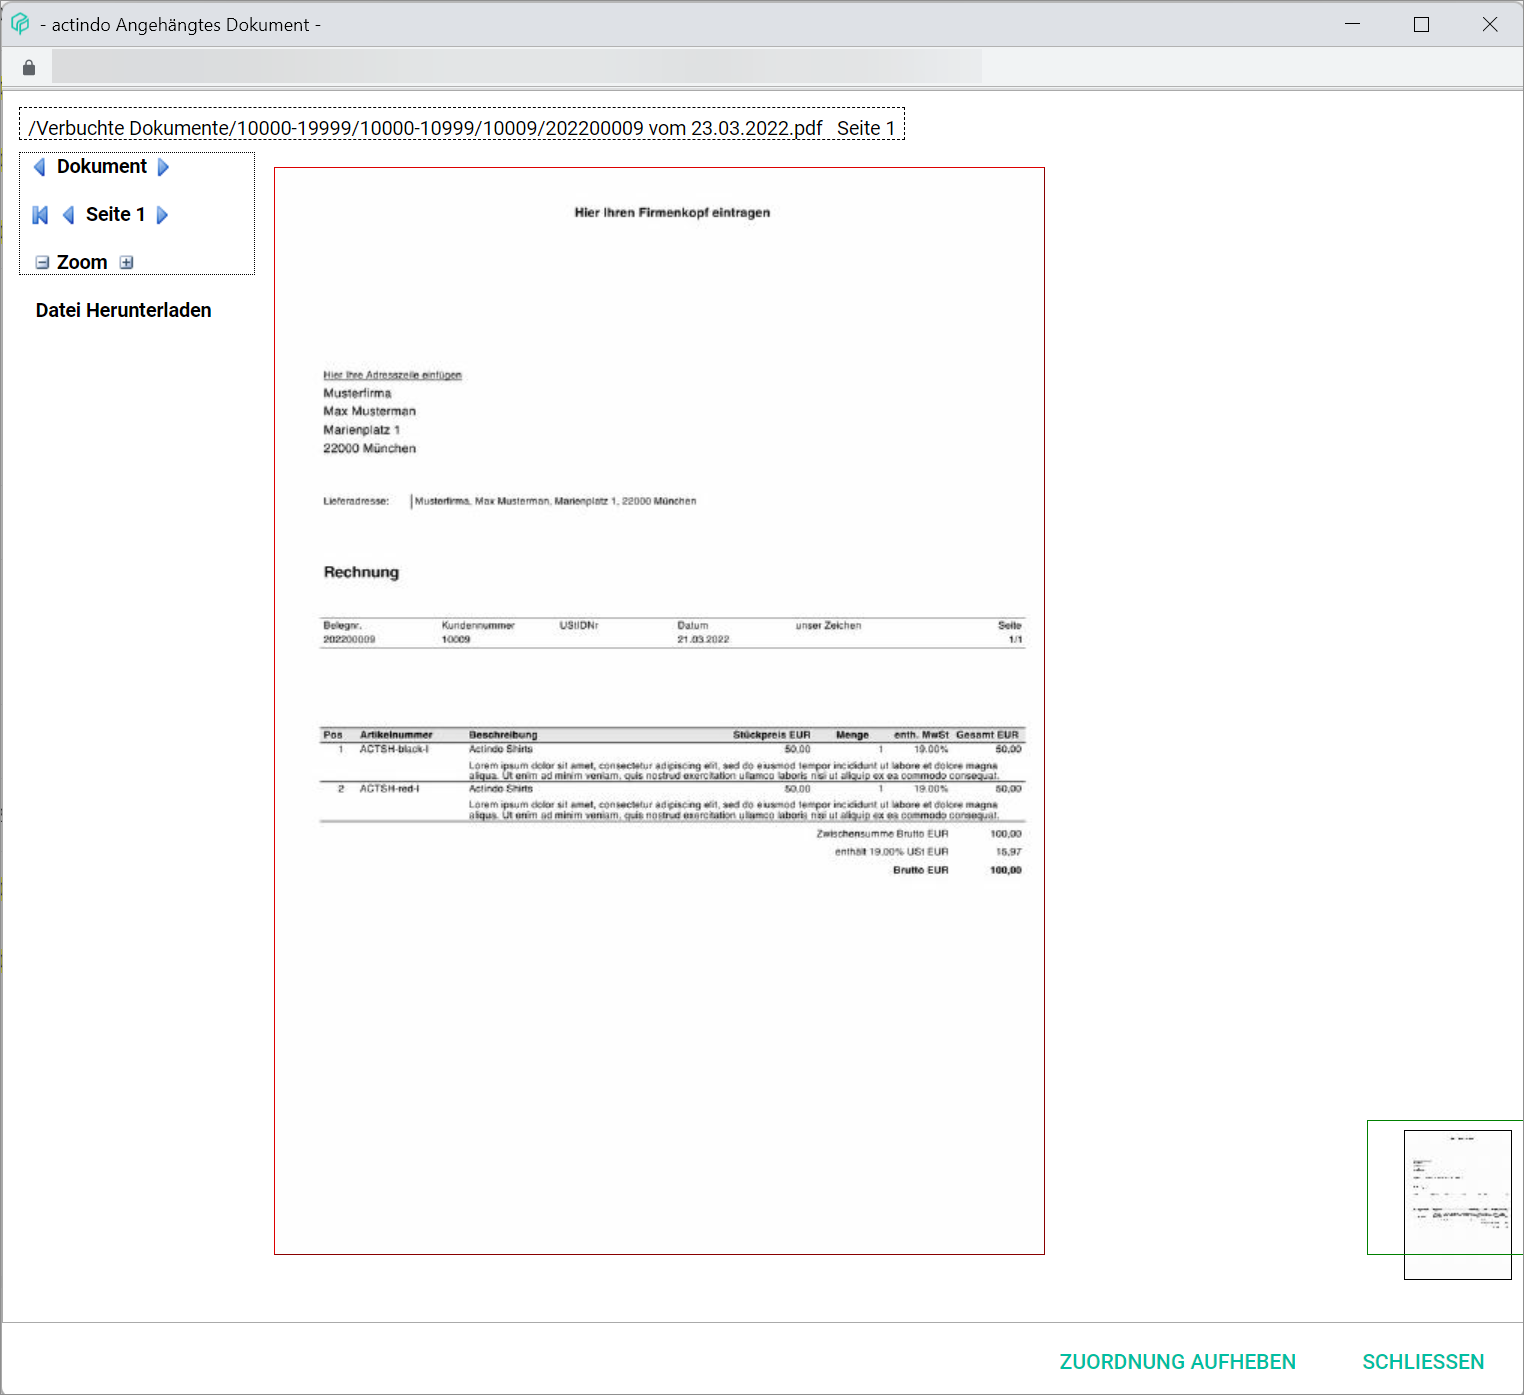 - actindo Angehängtes Dokument -
/Verbuchte Dokumente/10000-19999/10000-10999/10009/202200009 vom 23.03.2022.pdf Seite 1
Dokument
Seite 1
Zoom
Datei Herunterladen
Hier Ihren Firmenkopf eintragen
Hier Ihre Adresszeile einfügen
Musterfirma
Max Musterman
Marienplatz 1
22000 München
Lieferadresse: Musterfirma, Max Musterman, Marienplatz 1, 22000 München
Rechnung
Belegnr. Kundennummer UStIDNr Datum unser Zeichen Seite
202200009 10009 21.03.2022 1/1
Pos Artikelnummer Beschreibung Stückpreis EUR Menge enth. MwSt Gesamt EUR
1 ACTSH-black-l Actindo Shirts 50,00 1 19.00% 50,00
Lorem ipsum dolor sit amet, consectetur adipiscing elit, sed do eiusmod tempor incididunt ut labore et dolore magna
aliqua. Ut enim ad minim veniam, quis nostrud exercitation ullamco laboris nisi ut aliquip ex ea commodo consequat.
2 ACTSH-red-l Actindo Shirts 50,00 1 19.00% 50,00
Lorem ipsum dolor sit amet, consectetur adipiscing elit, sed do eiusmod tempor incididunt ut labore et dolore magna
aliqua. Ut enim ad minim veniam, quis nostrud exercitation ullamco laboris nisi ut aliquip ex ea commodo consequat.
Zwischensumme Brutto EUR 100,00
enthält 19.00% USt EUR 15,97
Brutto EUR 100,00
ZUORDNUNG AUFHEBEN SCHLIESSEN